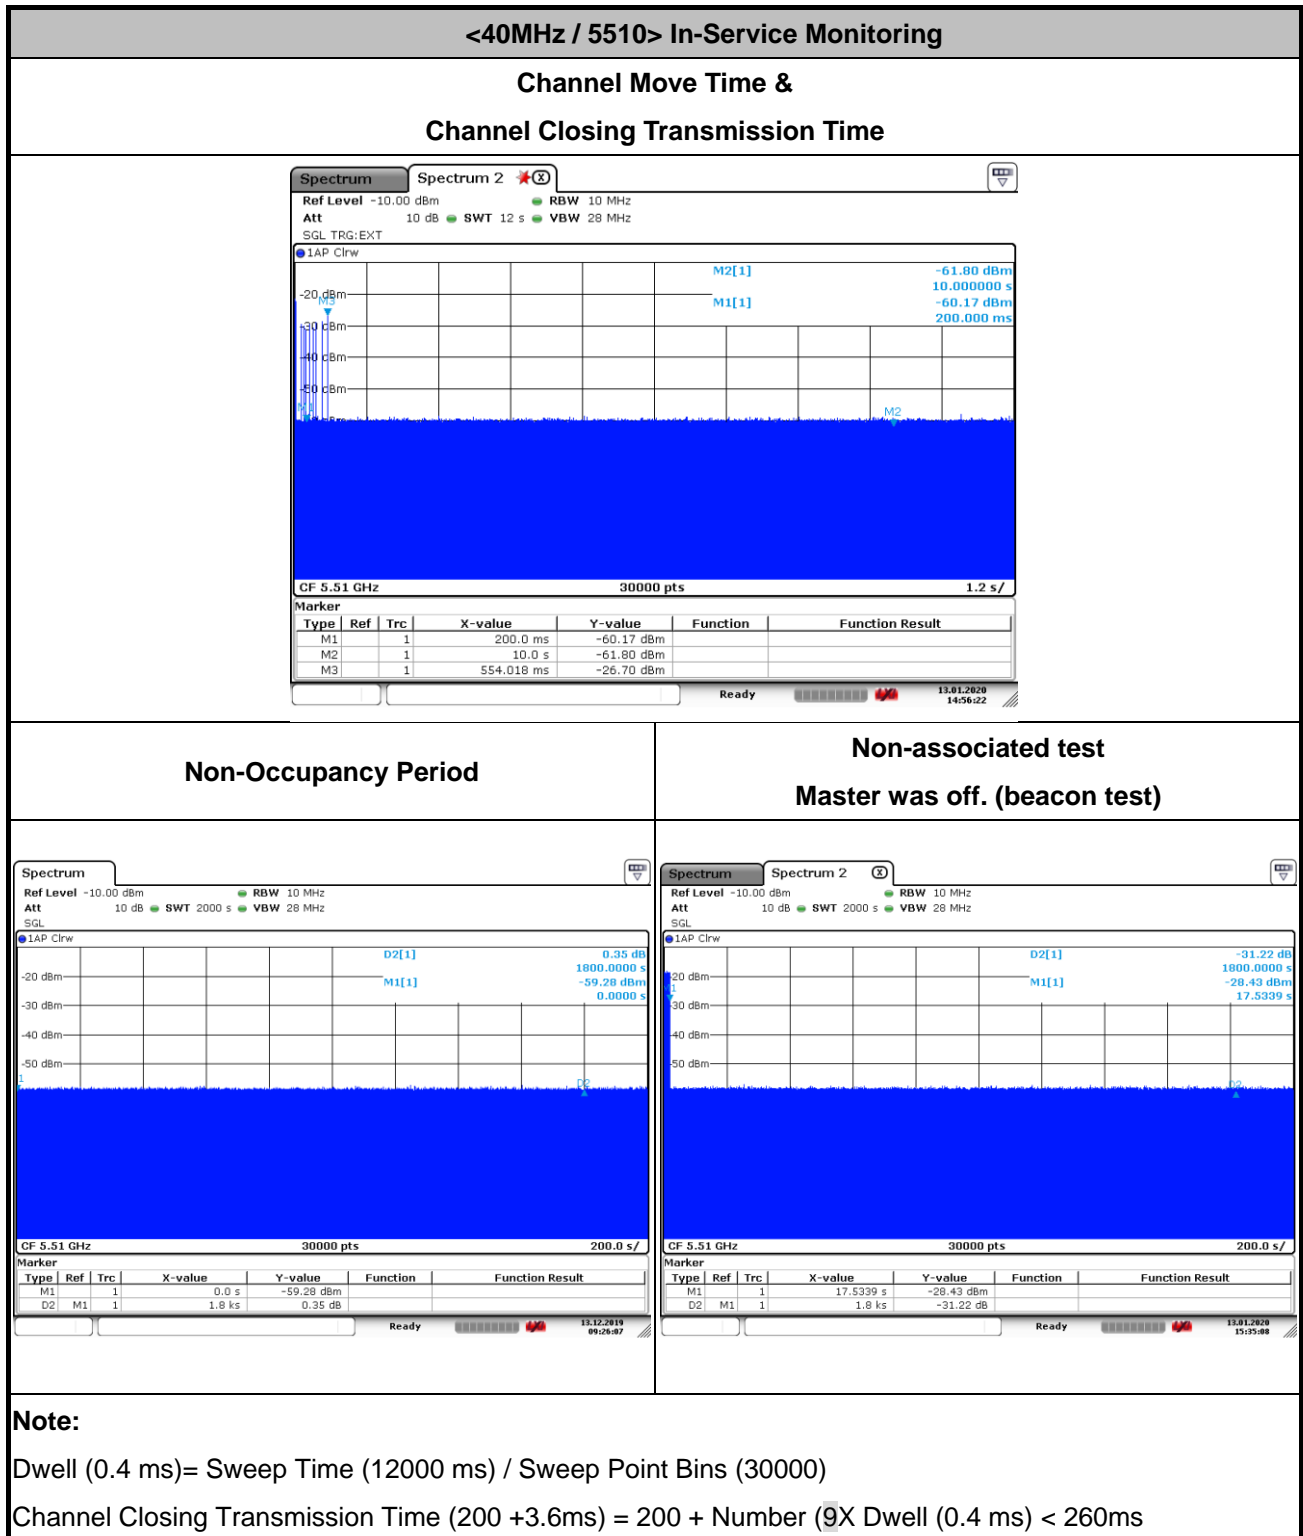 <40MHz / 5510> In-Service Monitoring
Channel Move Time &
Channel Closing Transmission Time
Spectrum Spectrum 2 X
Ref Level -10.00 dBm RBW 10 MHz
Att 10 dB SWT 12 s VBW 28 MHz
SGL TRG:EXT
1AP Clrw
M2[1] -61.80 dBm
10.000000 s
-20 dBm
M3 M1[1] -60.17 dBm
200.000 ms
-30 dBm
-40 dBm
-50 dBm
M1 M2
CF 5.51 GHz 30000 pts 1.2 s/
Marker
Type Ref Trc X-value Y-value Function Function Result
M1 1 200.0 ms -60.17 dBm
M2 1 10.0 s -61.80 dBm
M3 1 554.018 ms -26.70 dBm
Ready 13.01.2020
14:56:22
Non-Occupancy Period
Non-associated test
Master was off. (beacon test)
Spectrum
Ref Level -10.00 dBm RBW 10 MHz
Att 10 dB SWT 2000 s VBW 28 MHz
SGL
1AP Clrw
D2[1] 0.35 dB
1800.0000 s
-20 dBm
M1[1] -59.28 dBm
0.0000 s
-30 dBm
-40 dBm
-50 dBm
1 D2
CF 5.51 GHz 30000 pts 200.0 s/
Marker
Type Ref Trc X-value Y-value Function Function Result
M1 1 0.0 s -59.28 dBm
D2 M1 1 1.8 ks 0.35 dB
Ready 13.12.2019
09:26:07
Spectrum Spectrum 2 X
Ref Level -10.00 dBm RBW 10 MHz
Att 10 dB SWT 2000 s VBW 28 MHz
SGL
1AP Clrw
D2[1] -31.22 dB
1800.0000 s
-20 dBm
M1 M1[1] -28.43 dBm
17.5339 s
-30 dBm
-40 dBm
-50 dBm
D2
CF 5.51 GHz 30000 pts 200.0 s/
Marker
Type Ref Trc X-value Y-value Function Function Result
M1 1 17.5339 s -28.43 dBm
D2 M1 1 1.8 ks -31.22 dB
Ready 13.01.2020
15:35:08
Note:
Dwell (0.4 ms)= Sweep Time (12000 ms) / Sweep Point Bins (30000)
Channel Closing Transmission Time (200 +3.6ms) = 200 + Number (9X Dwell (0.4 ms) < 260ms